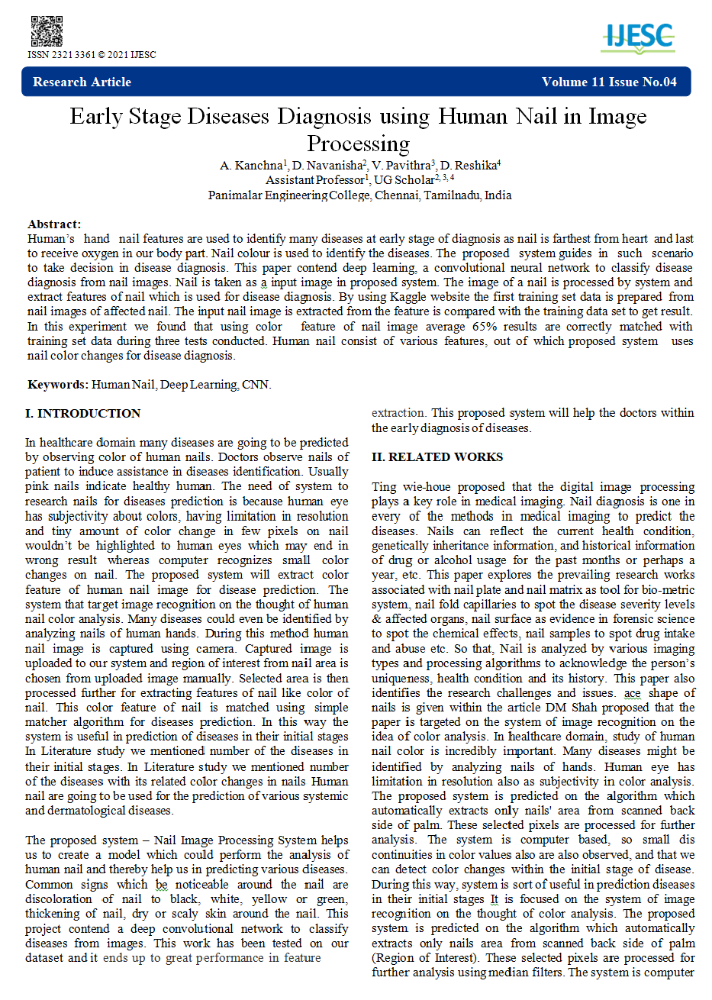 ISSN 2321 3361 © 2021 IJESC
IJESC
Research Article
Volume 11 Issue No.04
Early Stage Diseases Diagnosis using Human Nail in Image
Processing
A. Kanchna1, D. Navanisha2, V. Pavithra3, D. Reshika4
Assistant Professor1, UG Scholar2, 3, 4
Panimalar Engineering College, Chennai, Tamilnadu, India
Abstract:
Human's hand nail features are used to identify many diseases at early stage of diagnosis as nail is farthest from heart and last
to receive oxygen in our body part. Nail colour is used to identify the diseases. The proposed system guides in such scenario
to take decision in disease diagnosis. This paper contend deep learning, a convolutional neural network to classify disease
diagnosis from nail images. Nail is taken as a input image in proposed system. The image of a nail is processed by system and
extract features of nail which is used for disease diagnosis. By using Kaggle website the first training set data is prepared from
nail images of affected nail. The input nail image is extracted from the feature is compared with the training data set to get result.
In this experiment we found that using color feature of nail image average 65% results are correctly matched with
training set data during three tests conducted. Human nail consist of various features, out of which proposed system uses
nail color changes for disease diagnosis.
Keywords: Human Nail, Deep Learning, CNN.
I. INTRODUCTION
In healthcare domain many diseases are going to be predicted
by observing color of human nails. Doctors observe nails of
patient to induce assistance in diseases identification. Usually
pink nails indicate healthy human. The need of system to
research nails for diseases prediction is because human eye
has subjectivity about colors, having limitation in resolution
and tiny amount of color change in few pixels on nail
wouldn't be highlighted to human eyes which may end in
wrong result whereas computer recognizes small color
changes on nail. The proposed system will extract color
feature of human nail image for disease prediction. The
system that target image recognition on the thought of human
nail color analysis. Many diseases could even be identified by
analyzing nails of human hands. During this method human
nail image is captured using camera. Captured image is
uploaded to our system and region of interest from nail area is
chosen from uploaded image manually. Selected area is then
processed further for extracting features of nail like color of
nail. This color feature of nail is matched using simple
matcher algorithm for diseases prediction. In this way the
system is useful in prediction of diseases in their initial stages
In Literature study we mentioned number of the diseases in
their initial stages. In Literature study we mentioned number
of the diseases with its related color changes in nails Human
nail are going to be used for the prediction of various systemic
and dermatological diseases.
The proposed system – Nail Image Processing System helps
us to create a model which could perform the analysis of
human nail and thereby help us in predicting various diseases.
Common signs which be noticeable around the nail are
discoloration of nail to black, white, yellow or green,
thickening of nail, dry or scaly skin around the nail. This
project contend a deep convolutional network to classify
diseases from images. This work has been tested on our
dataset and it ends up to great performance in feature
extraction. This proposed system will help the doctors within
the early diagnosis of diseases.
II. RELATED WORKS
Ting wie-houe proposed that the digital image processing
plays a key role in medical imaging. Nail diagnosis is one in
every of the methods in medical imaging to predict the
diseases. Nails can reflect the current health condition,
genetically inheritance information, and historical information
of drug or alcohol usage for the past months or perhaps a
year, etc. This paper explores the prevailing research works
associated with nail plate and nail matrix as tool for bio-metric
system, nail fold capillaries to spot the disease severity levels
& affected organs, nail surface as evidence in forensic science
to spot the chemical effects, nail samples to spot drug intake
and abuse etc. So that, Nail is analyzed by various imaging
types and processing algorithms to acknowledge the person's
uniqueness, health condition and its history. This paper also
identifies the research challenges and issues. ace shape of
nails is given within the article DM Shah proposed that the
paper is targeted on the system of image recognition on the
idea of color analysis. In healthcare domain, study of human
nail color is incredibly important. Many diseases might be
identified by analyzing nails of hands. Human eye has
limitation in resolution also as subjectivity in color analysis.
The proposed system is predicted on the algorithm which
automatically extracts only nails' area from scanned back
side of palm. These selected pixels are processed for further
analysis. The system is computer based, so small dis
continuities in color values also are also observed, and that we
can detect color changes within the initial stage of disease.
During this way, system is sort of useful in prediction diseases
in their initial stages It is focused on the system of image
recognition on the thought of color analysis. The proposed
system is predicted on the algorithm which automatically
extracts only nails area from scanned back side of palm
(Region of Interest). These selected pixels are processed for
further analysis using median filters. The system is computer